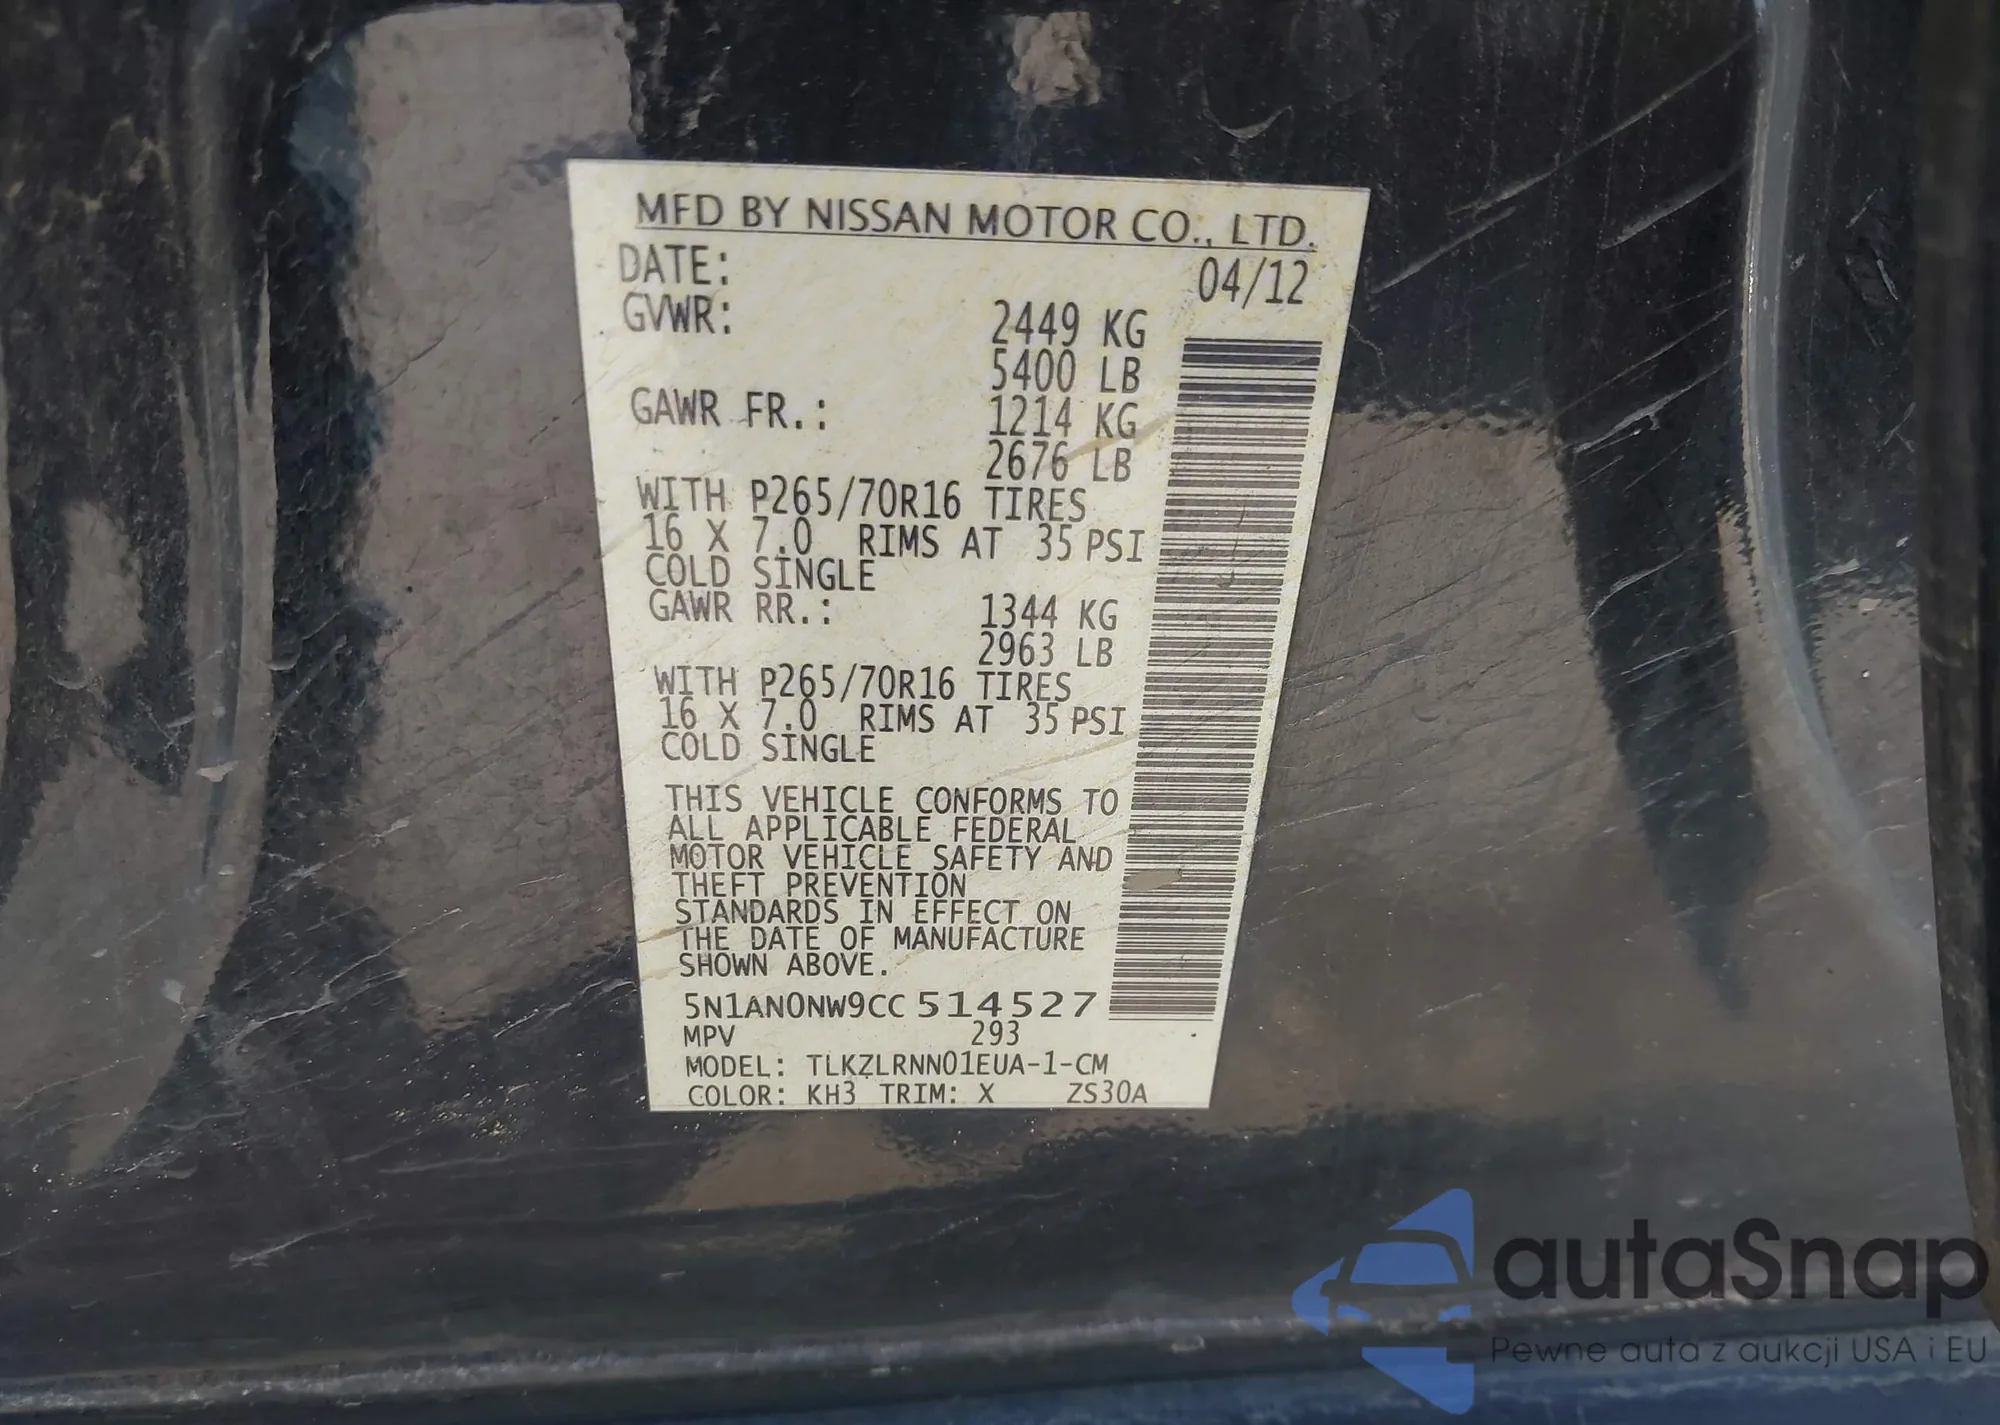 MFD BY NISSAN MOTOR CO., LTD.
DATE: 04/12
GVWR: 2449 KG
5400 LB
GAWR FR.: 1214 KG
2676 LB
WITH P265/70R16 TIRES
16 X 7.0 RIMS AT 35 PSI
COLD SINGLE
GAWR RR.: 1344 KG
2963 LB
WITH P265/70R16 TIRES
16 X 7.0 RIMS AT 35 PSI
COLD SINGLE
THIS VEHICLE CONFORMS TO
ALL APPLICABLE FEDERAL
MOTOR VEHICLE SAFETY AND
THEFT PREVENTION
STANDARDS IN EFFECT ON
THE DATE OF MANUFACTURE
SHOWN ABOVE.
5N1AN0NW9CC514527
MPV 293
MODEL: TLKZLRNN01EUA-1-CM
COLOR: KH3 TRIM: X ZS30A
autaSnap
Pewne auta z aukcji USA i EU